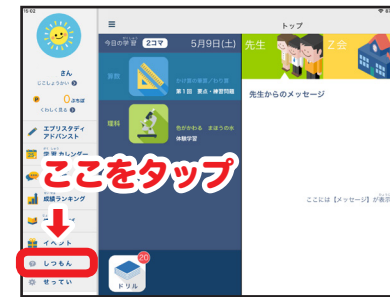 16:02
トップ
さん
じこしょうかい
0ぷちぽ
くわしく見る
エブリスタディ
アドバンスト
学習カレンダー
成績ランキング
イベント
しつもん
せってい
今日の学習 2コマ 5月9日(土)
算数
わけ算の筆算/わり算
第1回 要点・練習問題
理科
色がかわる まほうの水
体験学習
20
ドリル
先生
Z会
先生からのメッセージ
ここには【メッセージ】が表示
ここをタップ